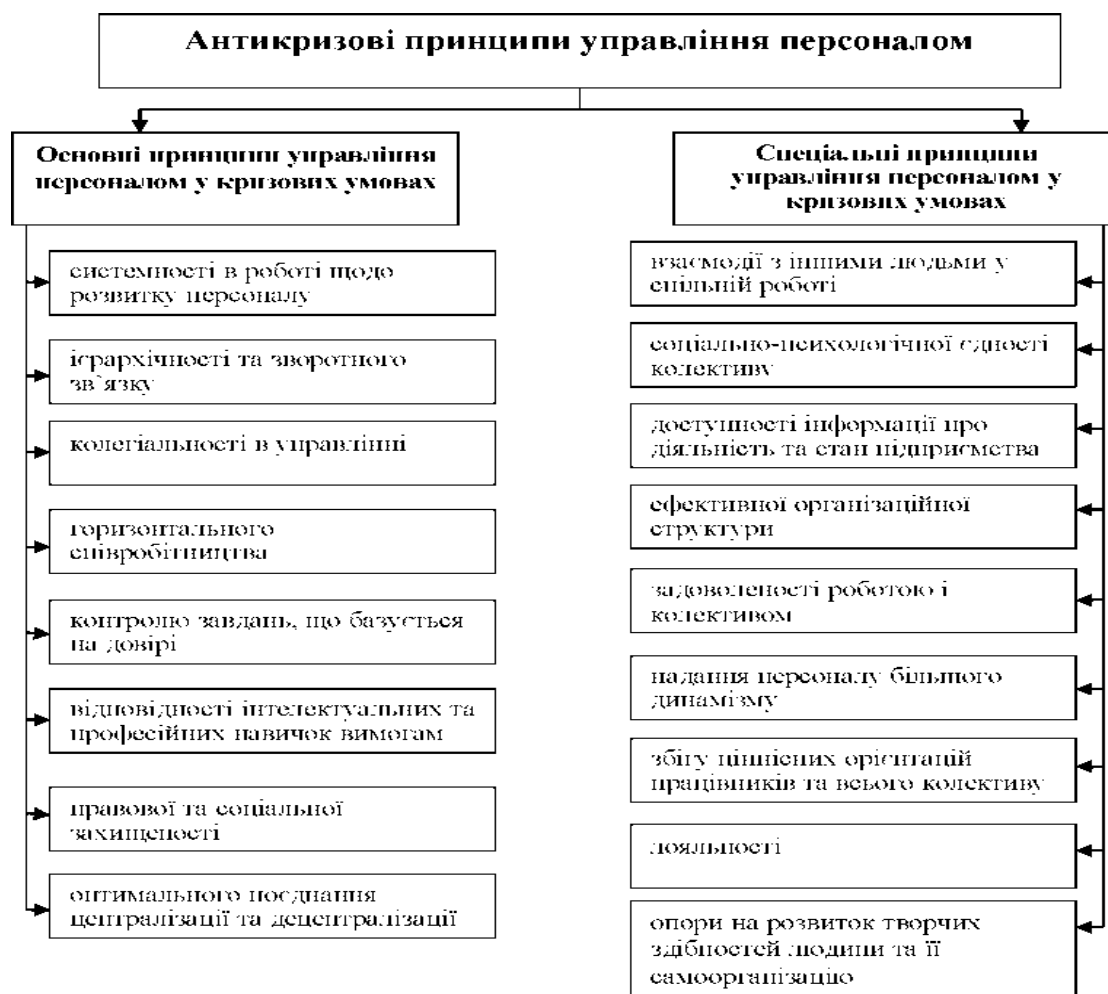 Антикризові принципи управління персоналом
Основні принципи управління
персоналом у кризових умовах
системності в роботі щодо
розвитку персоналу
ієрархічності та зворотного
зв`язку
колегіальності в управлінні
горизонтального
співробітництва
контролю завдань, що базується
на довірі
відповідності інтелектуальних та
професійних навичок вимогам
правової та соціальної
захищеності
оптимального поєднання
централізації та децентралізації
Спеціальні принципи
управління персоналом у
кризових умовах
взаємодії з іншими людьми у
спільній роботі
соціально-психологічної єдності
колективу
доступності інформації про
діяльність та стан підприємства
ефективної організаційної
структури
задоволеності роботою і
колективом
надання персоналу більшого
динамізму
збігу ціннісних орієнтацій
працівників та всього колективу
лояльності
опори на розвиток творчих
здібностей людини та її
самоорганізацію